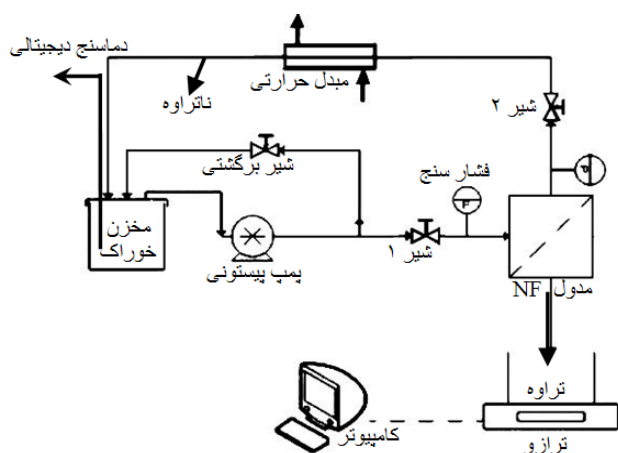 دماسنج دیجیتالی
ناتراوه
مبدل حرارتی
شیر ۲
شیر برگشتی
فشار سنج
P
P
مخزن
خوراک
پمپ پیستونی
شیر ۱
مدول NF
تراوه
ترازو
کامپیوتر